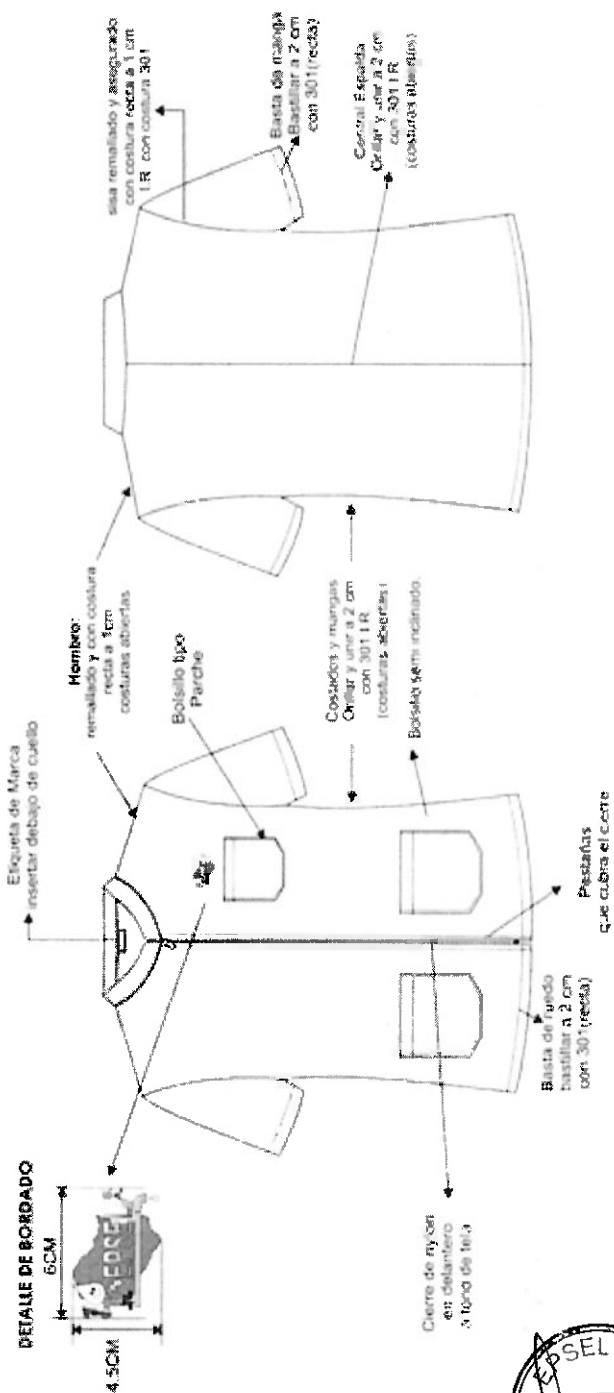 DETALLE DE BORDADO
6CM
4.5CM
EPSEL
Etiqueta de Marca
insertar debajo de cuello
Hombro:
remallado y con costura
recta a 1cm
costuras abiertas
Bolsillo tipo
Parche
sisa remallado y asegurado
con costura recta a 1 cm
1.R con costura 301
Basta de manga
Bastillar a 2 cm
con 301(recta)
Costados y mangas
Orillar y unir a 2 cm
con 301 1 R
(costuras abiertas)
Bolsillo semi inclinado.
Central Espalda
Orillar y unir a 2 cm
con 301 1 R
(costuras abiertas)
Cierre de nylon
en delantero
a tono de tela
Basta de ruedo
bastillar a 2 cm
con 301(recta)
Pestañas
que cubra el cierre
EPSEL